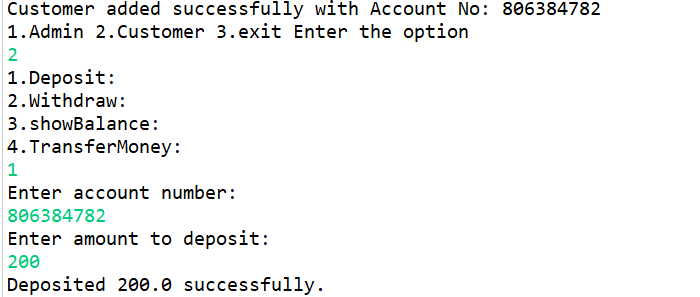 Customer added successfully with Account No: 806384782
1.Admin 2.Customer 3.exit Enter the option
2
1.Deposit:
2.Withdraw:
3.showBalance:
4.TransferMoney:
1
Enter account number:
806384782
Enter amount to deposit:
200
Deposited 200.0 successfully.